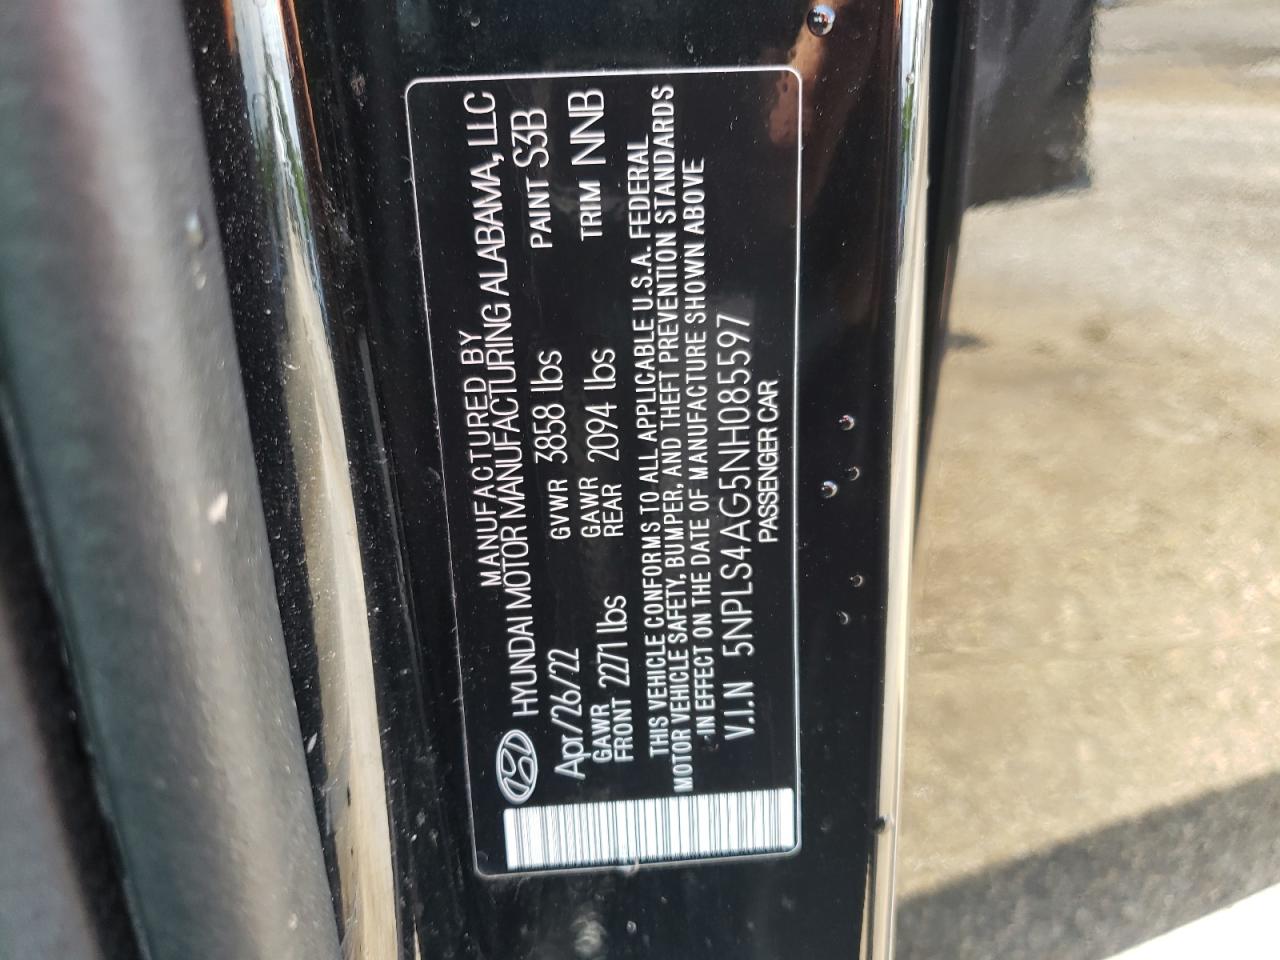 MANUFACTURED BY
HYUNDAI MOTOR MANUFACTURING ALABAMA, LLC
Apr/26/22 GVWR 3858 lbs PAINT S3B
GAWR FRONT 2271 lbs GAWR REAR 2094 lbs TRIM NNB
THIS VEHICLE CONFORMS TO ALL APPLICABLE U.S.A. FEDERAL
MOTOR VEHICLE SAFETY, BUMPER, AND THEFT PREVENTION STANDARDS
IN EFFECT ON THE DATE OF MANUFACTURE SHOWN ABOVE
V.I.N 5NPLS4AG5NH085597
PASSENGER CAR